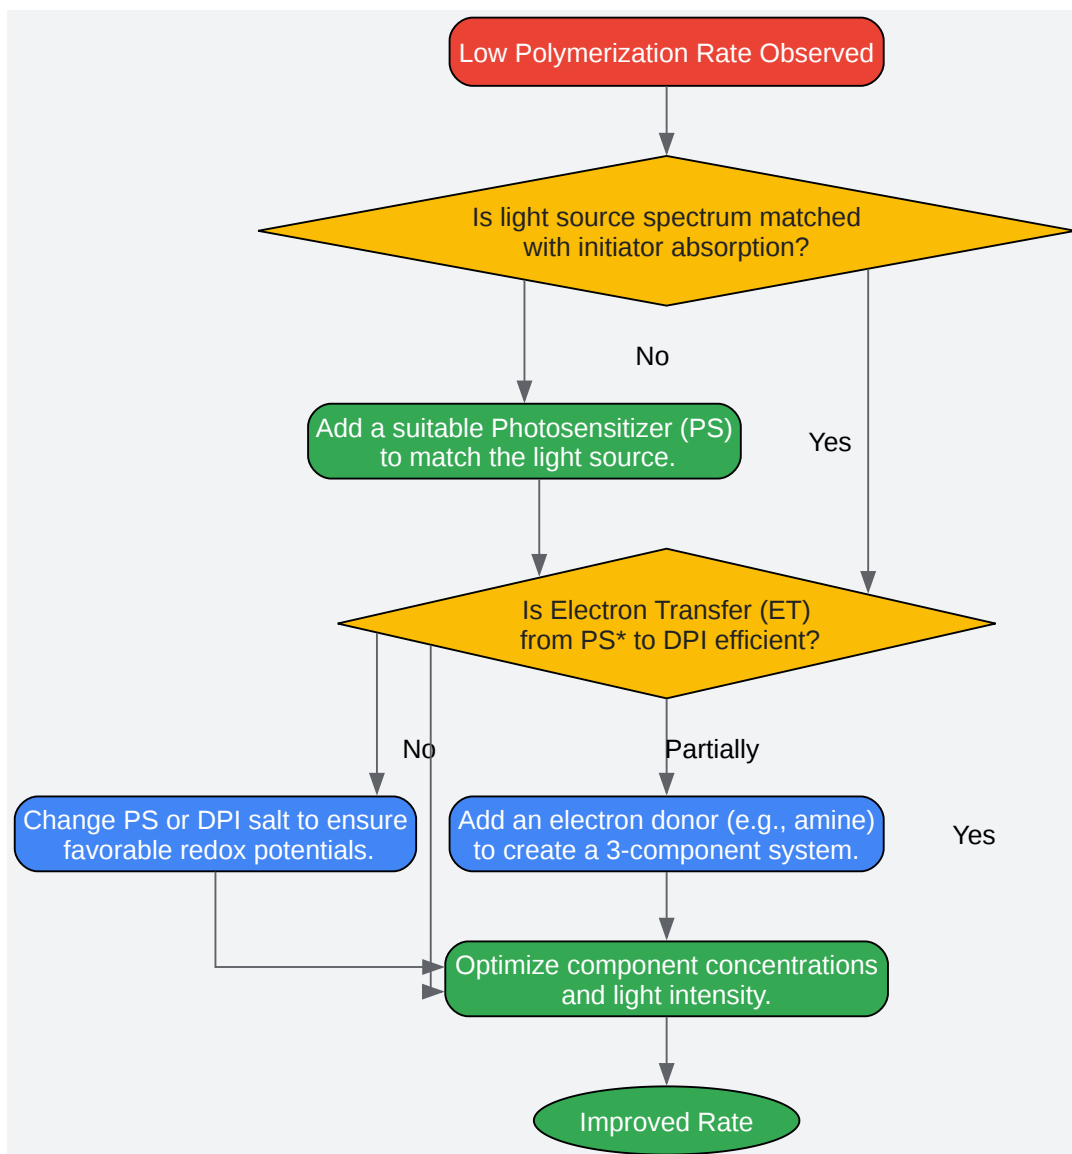 Low Polymerization Rate Observed
Is light source spectrum matched
with initiator absorption?
No
Add a suitable Photosensitizer (PS)
to match the light source.
Yes
Is Electron Transfer (ET)
from PS* to DPI efficient?
No
Partially
Change PS or DPI salt to ensure
favorable redox potentials.
Add an electron donor (e.g., amine)
to create a 3-component system.
Yes
Optimize component concentrations
and light intensity.
Improved Rate